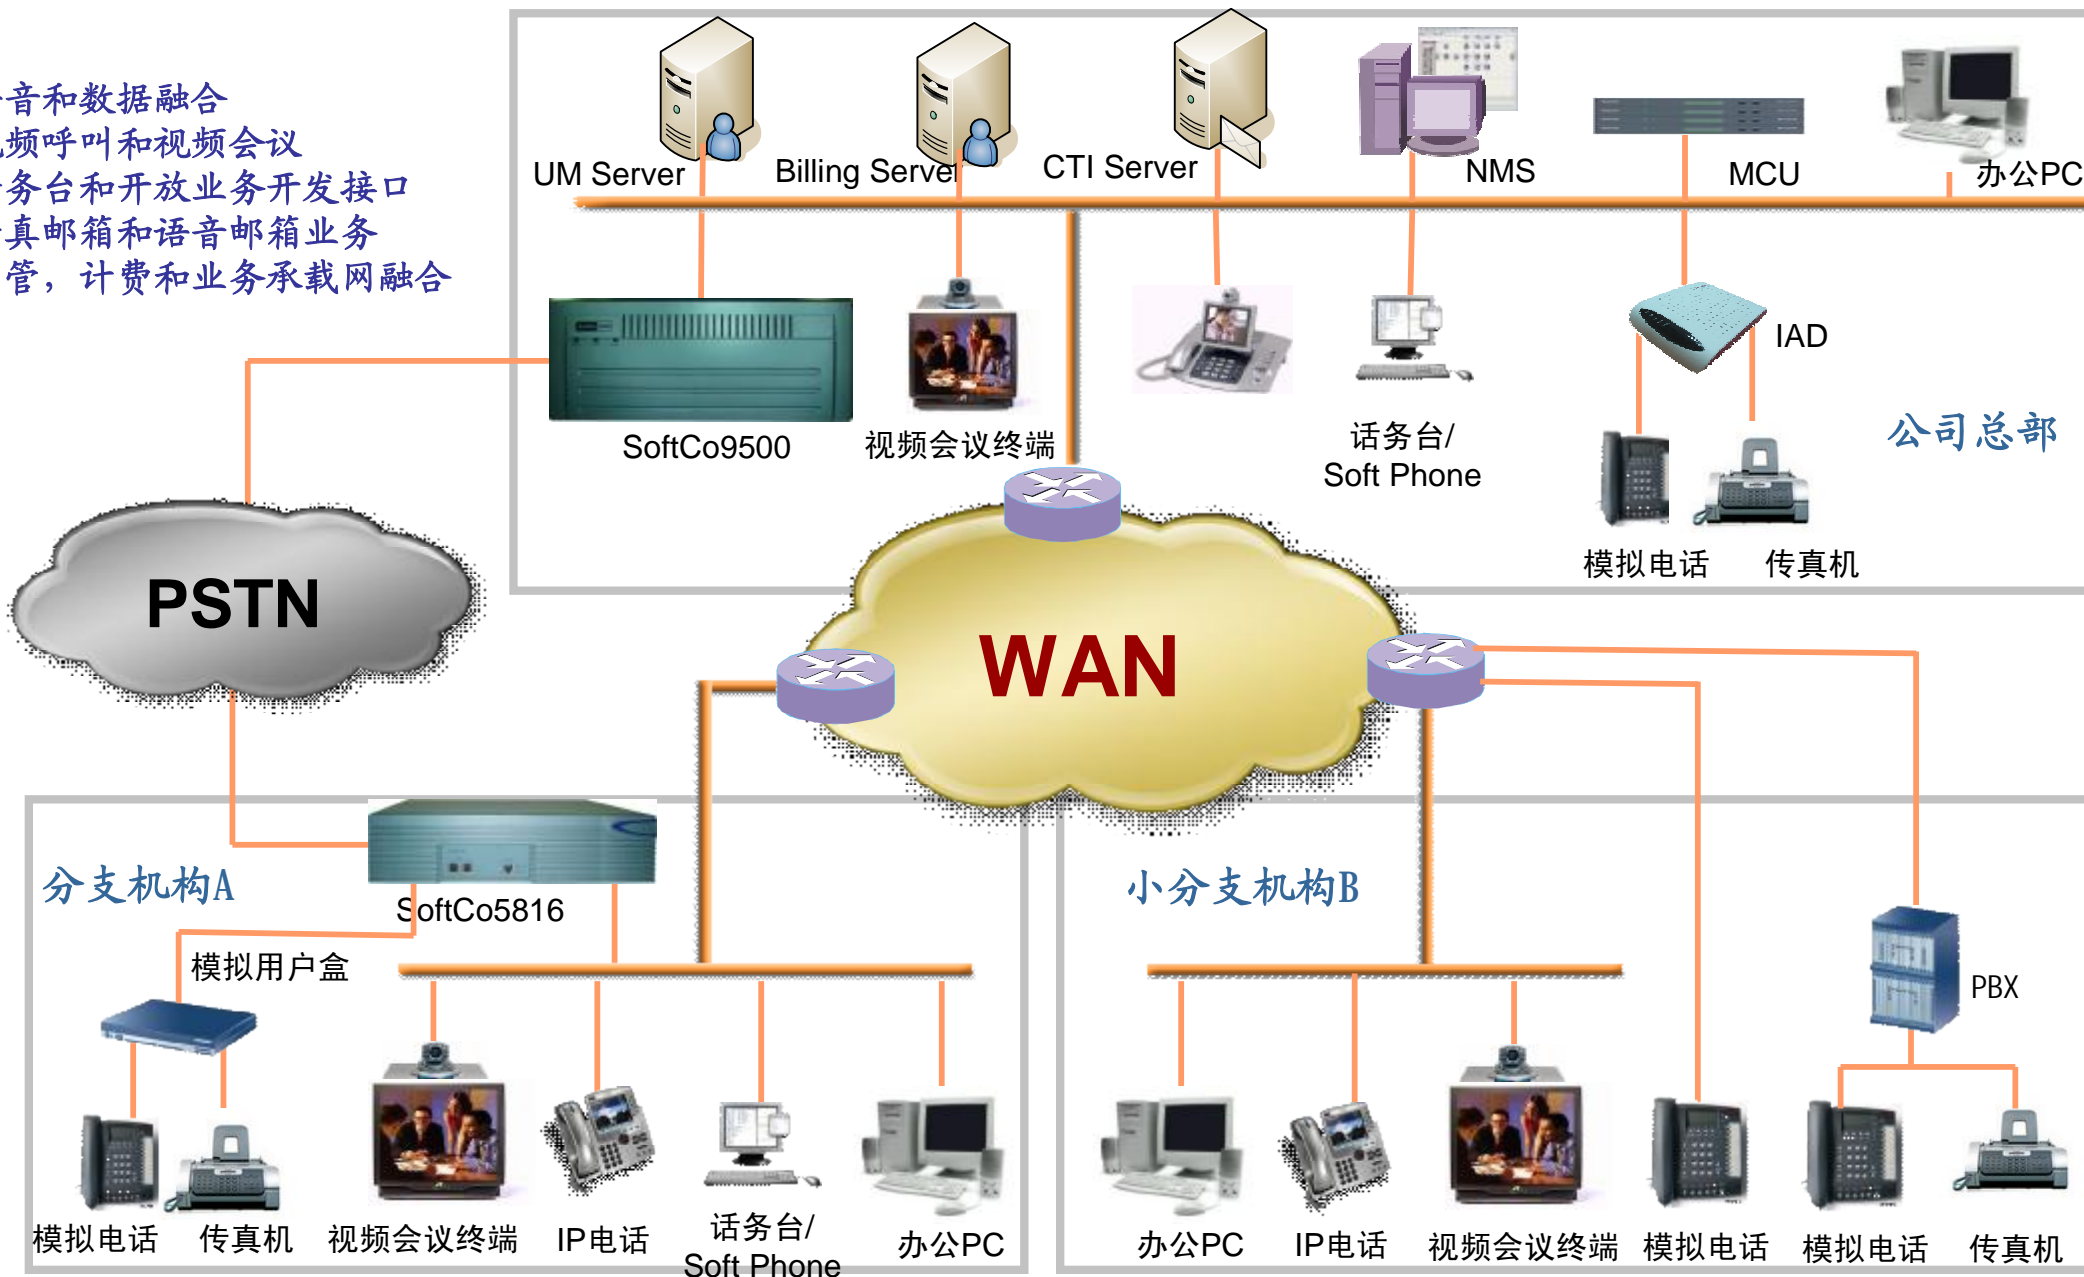 音和数据融合
频呼叫和视频会议
务台和开放业务开发接口
真邮箱和语音邮箱业务
管，计费和业务承载网融合
UM Server
Billing Server
CTI Server
NMS
MCU
办公PC
SoftCo9500
视频会议终端
话务台/
Soft Phone
IAD
公司总部
模拟电话
传真机
PSTN
WAN
分支机构A
SoftCo5816
模拟用户盒
模拟电话
传真机
视频会议终端
IP电话
话务台/
Soft Phone
办公PC
小分支机构B
PBX
办公PC
IP电话
视频会议终端
模拟电话
模拟电话
传真机